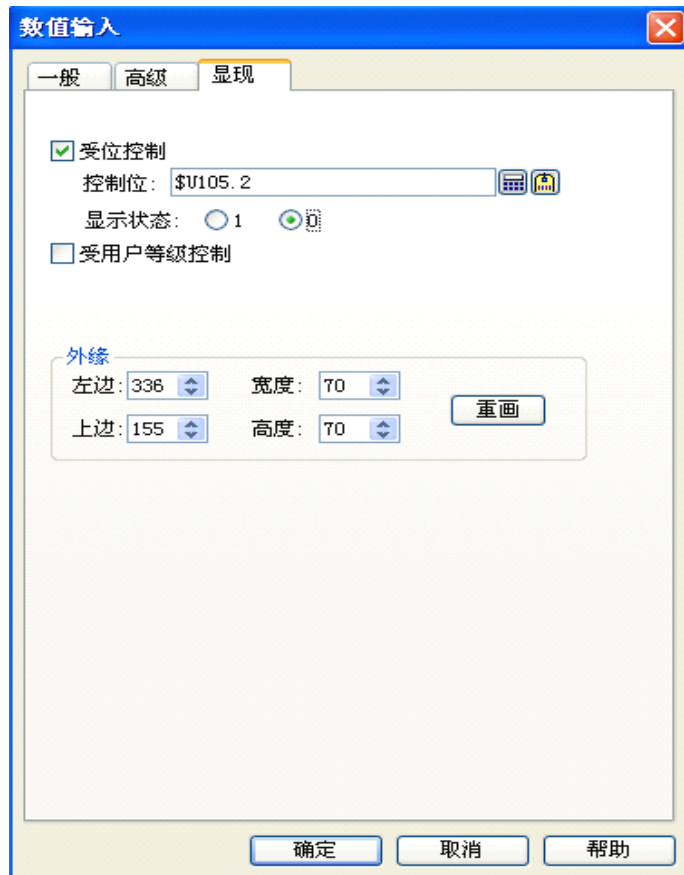 数值输入
一般 高级 显现
受位控制
控制位: $U105.2
显示状态: 1 0
受用户等级控制
外缘
左边: 336 宽度: 70
重画
上边: 155 高度: 70
确定 取消 帮助